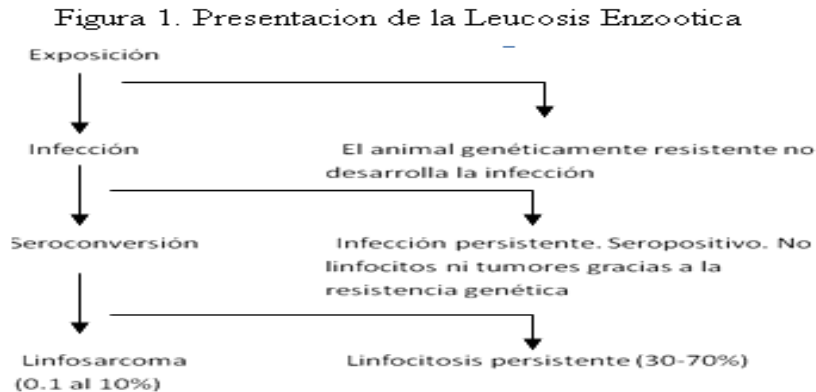 Figura 1. Presentacion de la Leucosis Enzootica
Exposición
Infección
El animal genéticamente resistente no
desarrolla la infección
Seroconversión
Infección persistente. Seropositivo. No
linfocitos ni tumores gracias a la
resistencia genética
Linfosarcoma
(0.1 al 10%)
Linfocitosis persistente (30-70%)